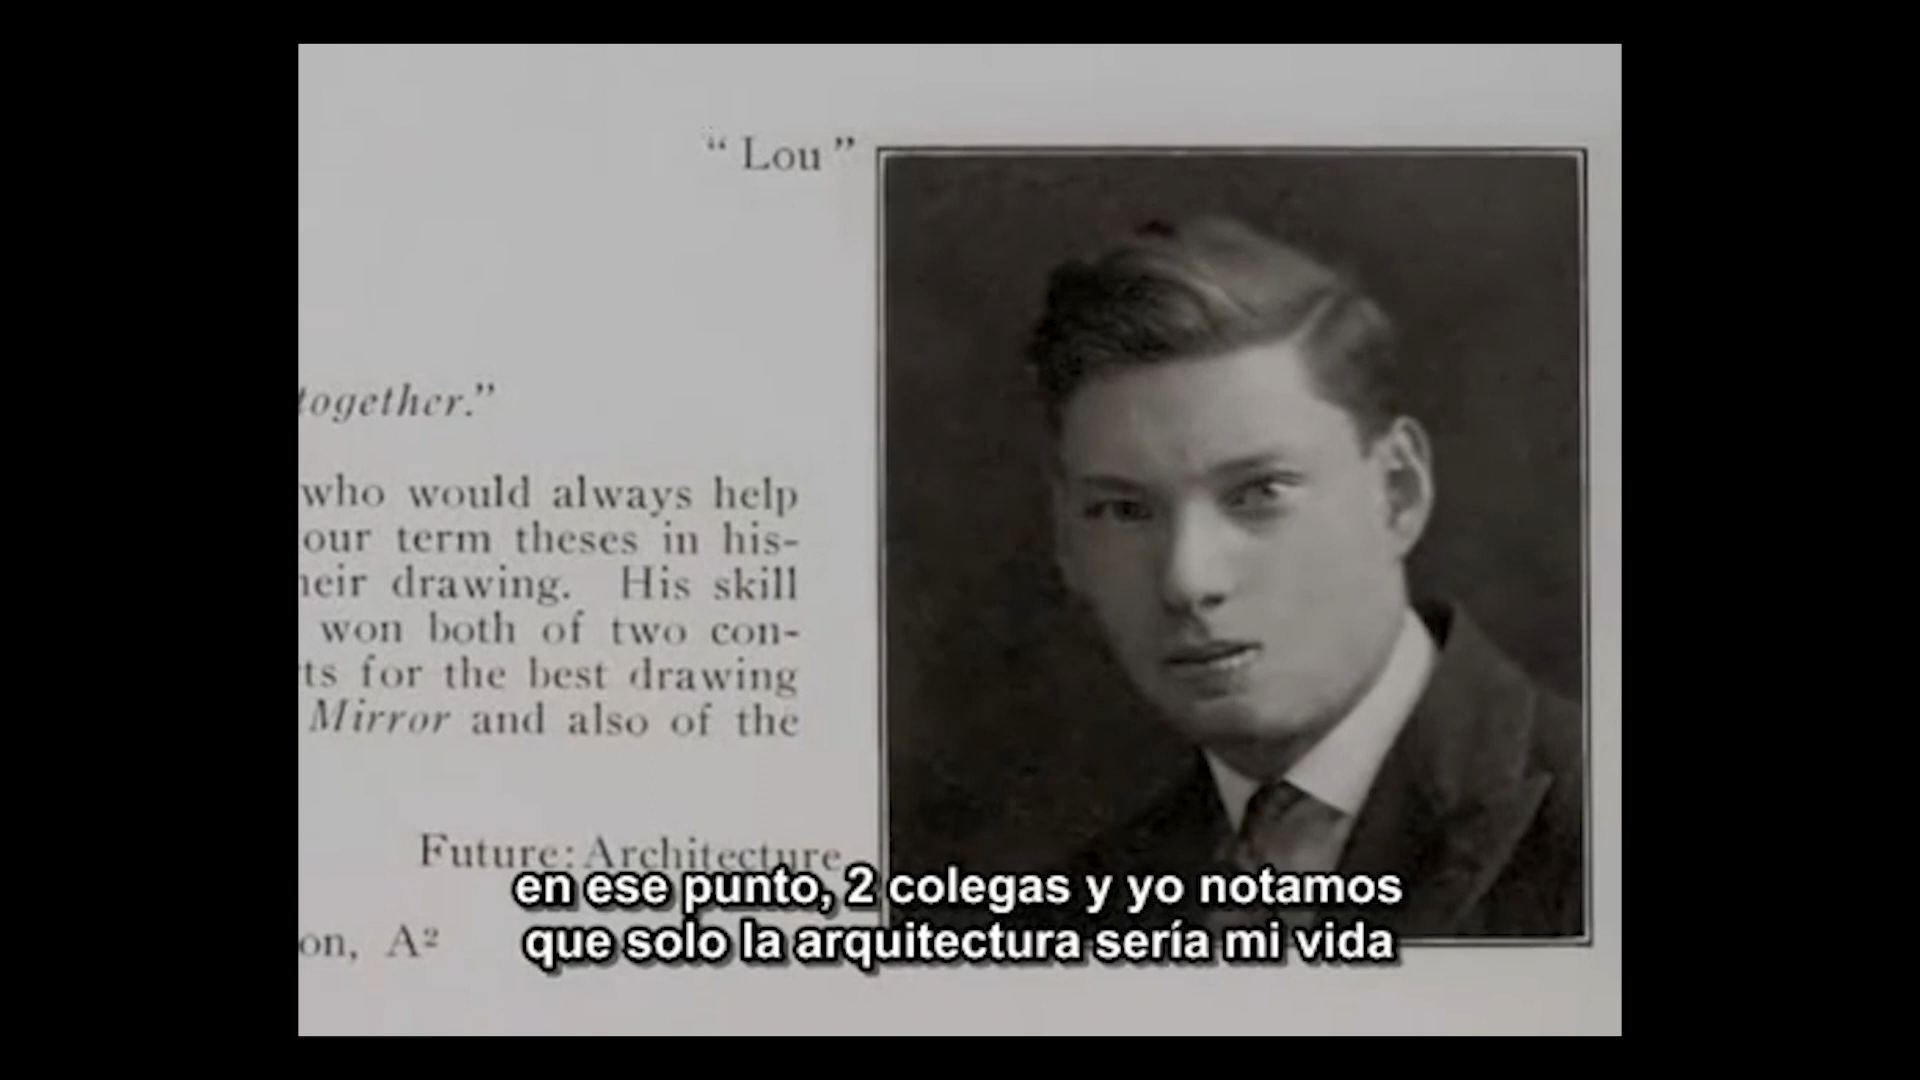 “ Lou ”
together.”
who would always help
our term theses in his-
heir drawing. His skill
won both of two con-
ts for the best drawing
Mirror and also of the
Future: Architecture
on, A²
en ese punto, 2 colegas y yo notamos
que solo la arquitectura sería mi vida